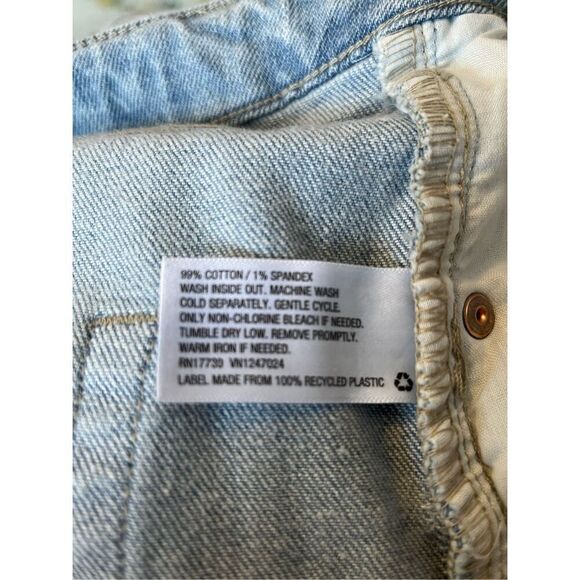 99% COTTON / 1% SPANDEX
WASH INSIDE OUT. MACHINE WASH
COLD SEPARATELY. GENTLE CYCLE.
ONLY NON-CHLORINE BLEACH IF NEEDED.
TUMBLE DRY LOW. REMOVE PROMPTLY.
WARM IRON IF NEEDED.
RN17739 VN1247024
LABEL MADE FROM 100% RECYCLED PLASTIC